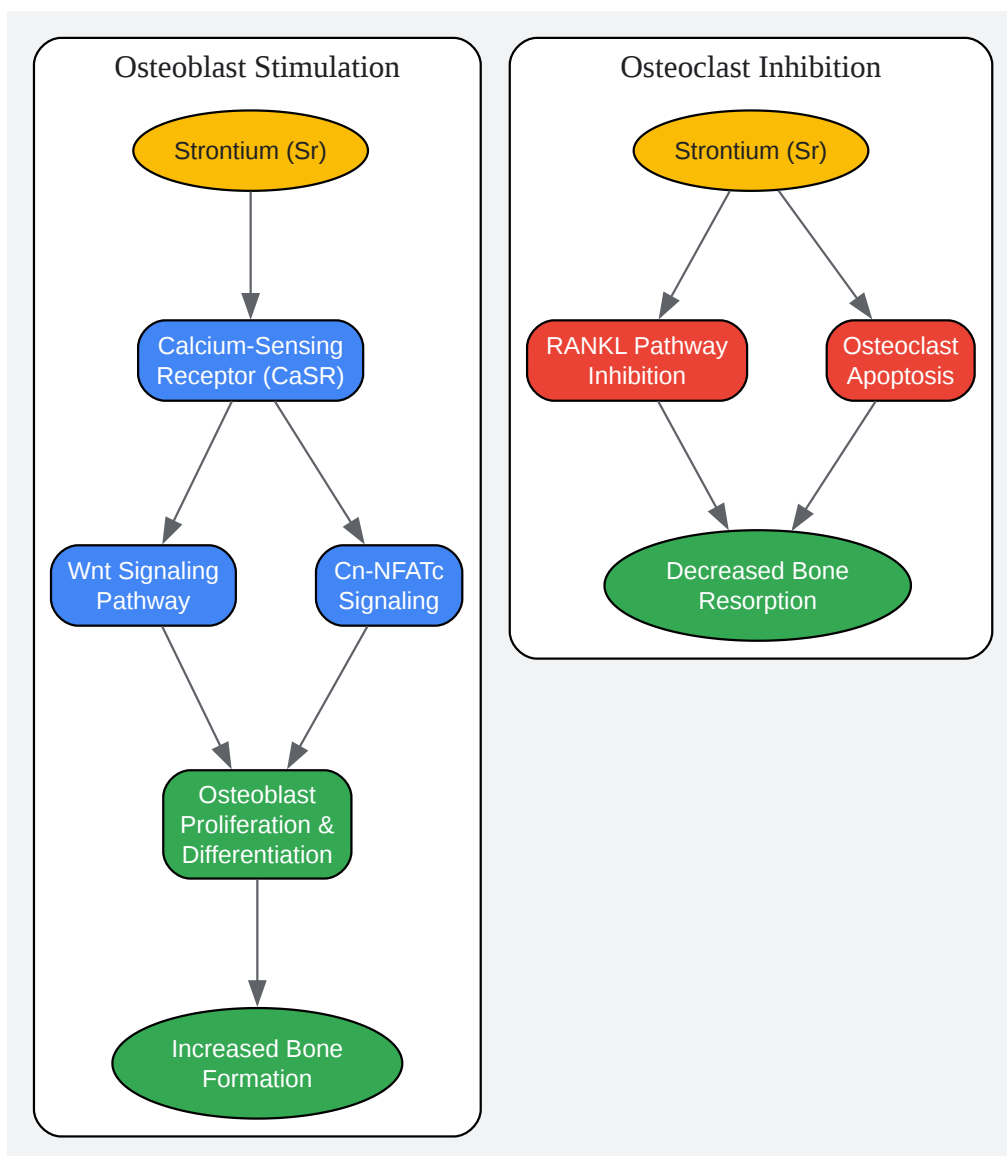 Osteoblast Stimulation
Strontium (Sr)
Calcium-Sensing
Receptor (CaSR)
Wnt Signaling
Pathway
Cn-NFATc
Signaling
Osteoblast
Proliferation &
Differentiation
Increased Bone
Formation
Osteoclast Inhibition
Strontium (Sr)
RANKL Pathway
Inhibition
Osteoclast
Apoptosis
Decreased Bone
Resorption